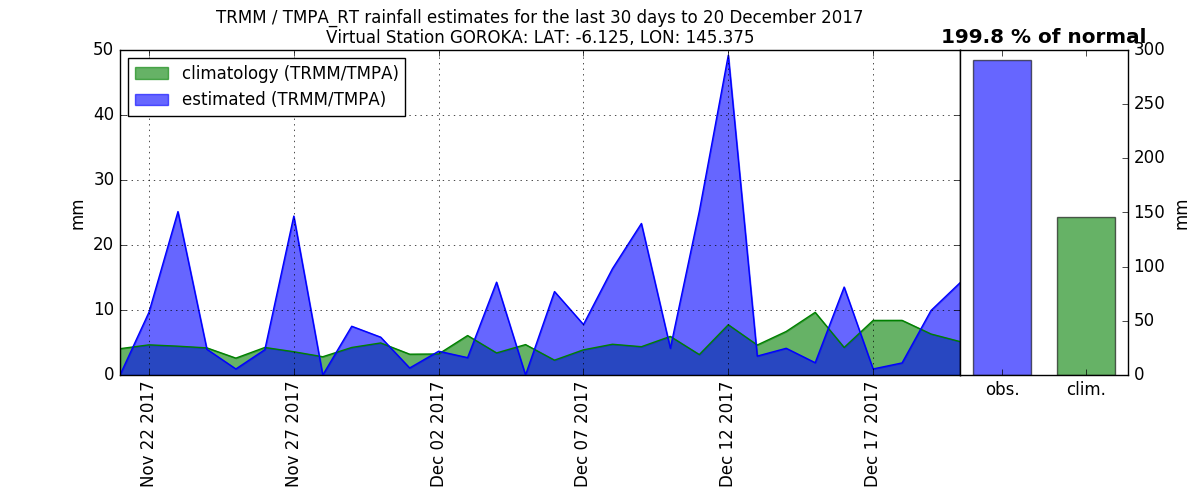 TRMM / TMPA_RT rainfall estimates for the last 30 days to 20 December 2017
Virtual Station GOROKA: LAT: -6.125, LON: 145.375
199.8 % of normal
climatology (TRMM/TMPA)
estimated (TRMM/TMPA)
50
40
30
20
10
0
mm
Nov 22 2017
Nov 27 2017
Dec 02 2017
Dec 07 2017
Dec 12 2017
Dec 17 2017
300
250
200
150
100
50
0
mm
obs.
clim.